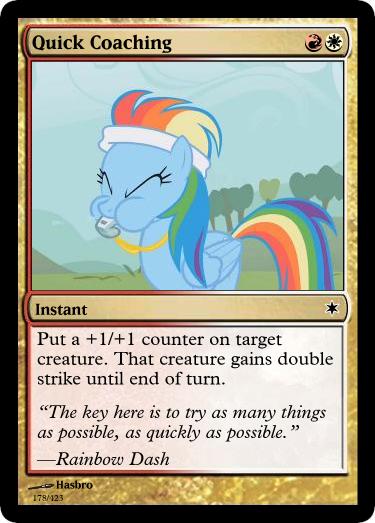 Quick Coaching
Instant
Put a +1/+1 counter on target
creature. That creature gains double
strike until end of turn.
“The key here is to try as many things
as possible, as quickly as possible.”
—Rainbow Dash
Hasbro
178/423